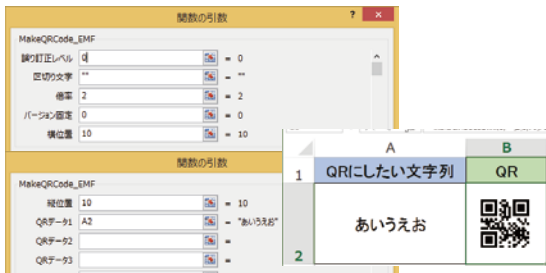 関数の引数 ? ×
MakeQRCode_EMF
誤り訂正レベル 0 = 0
区切り文字 "" = ""
倍率 2 = 2
バージョン固定 0 = 0
横位置 10 = 10
関数の引数
MakeQRCode_EMF
縦位置 10 = 10
QRデータ1 A2 = "あいうえお"
QRデータ2 =
QRデータ3 =
A B
1 QRにしたい文字列 QR
2 あいうえお